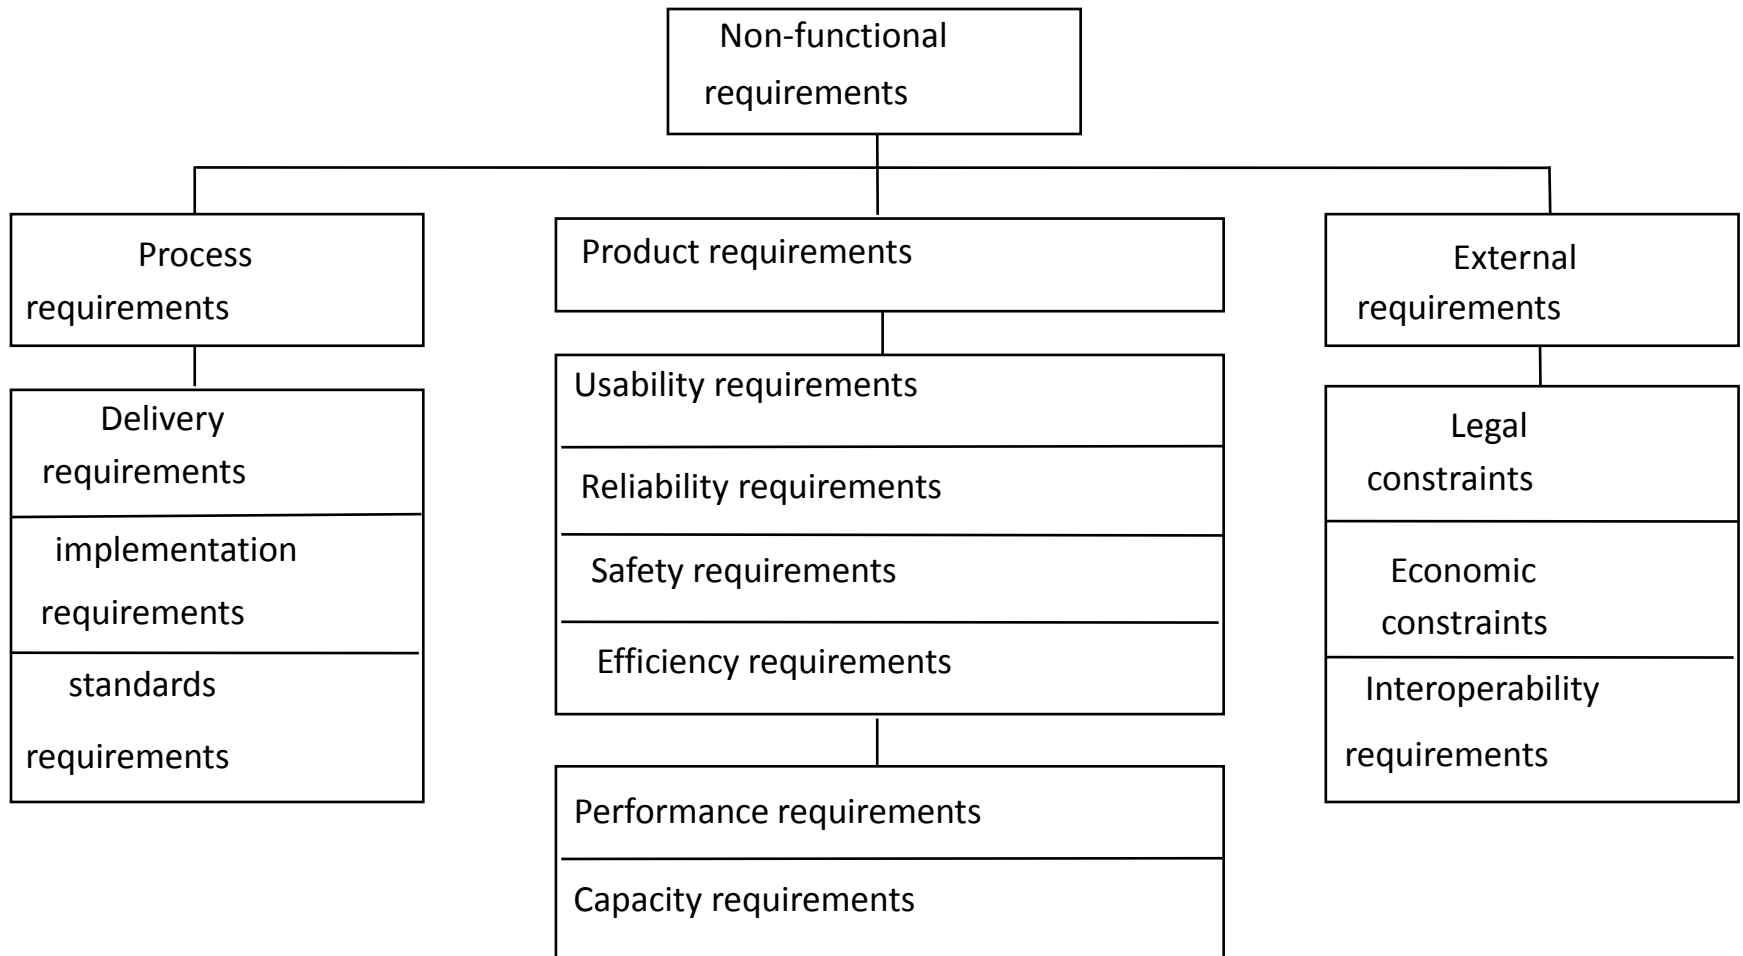 Non-functional
requirements
Process
requirements
Product requirements
External
requirements
Delivery
requirements
implementation
requirements
standards
requirements
Usability requirements
Reliability requirements
Safety requirements
Efficiency requirements
Performance requirements
Capacity requirements
Legal
constraints
Economic
constraints
Interoperability
requirements